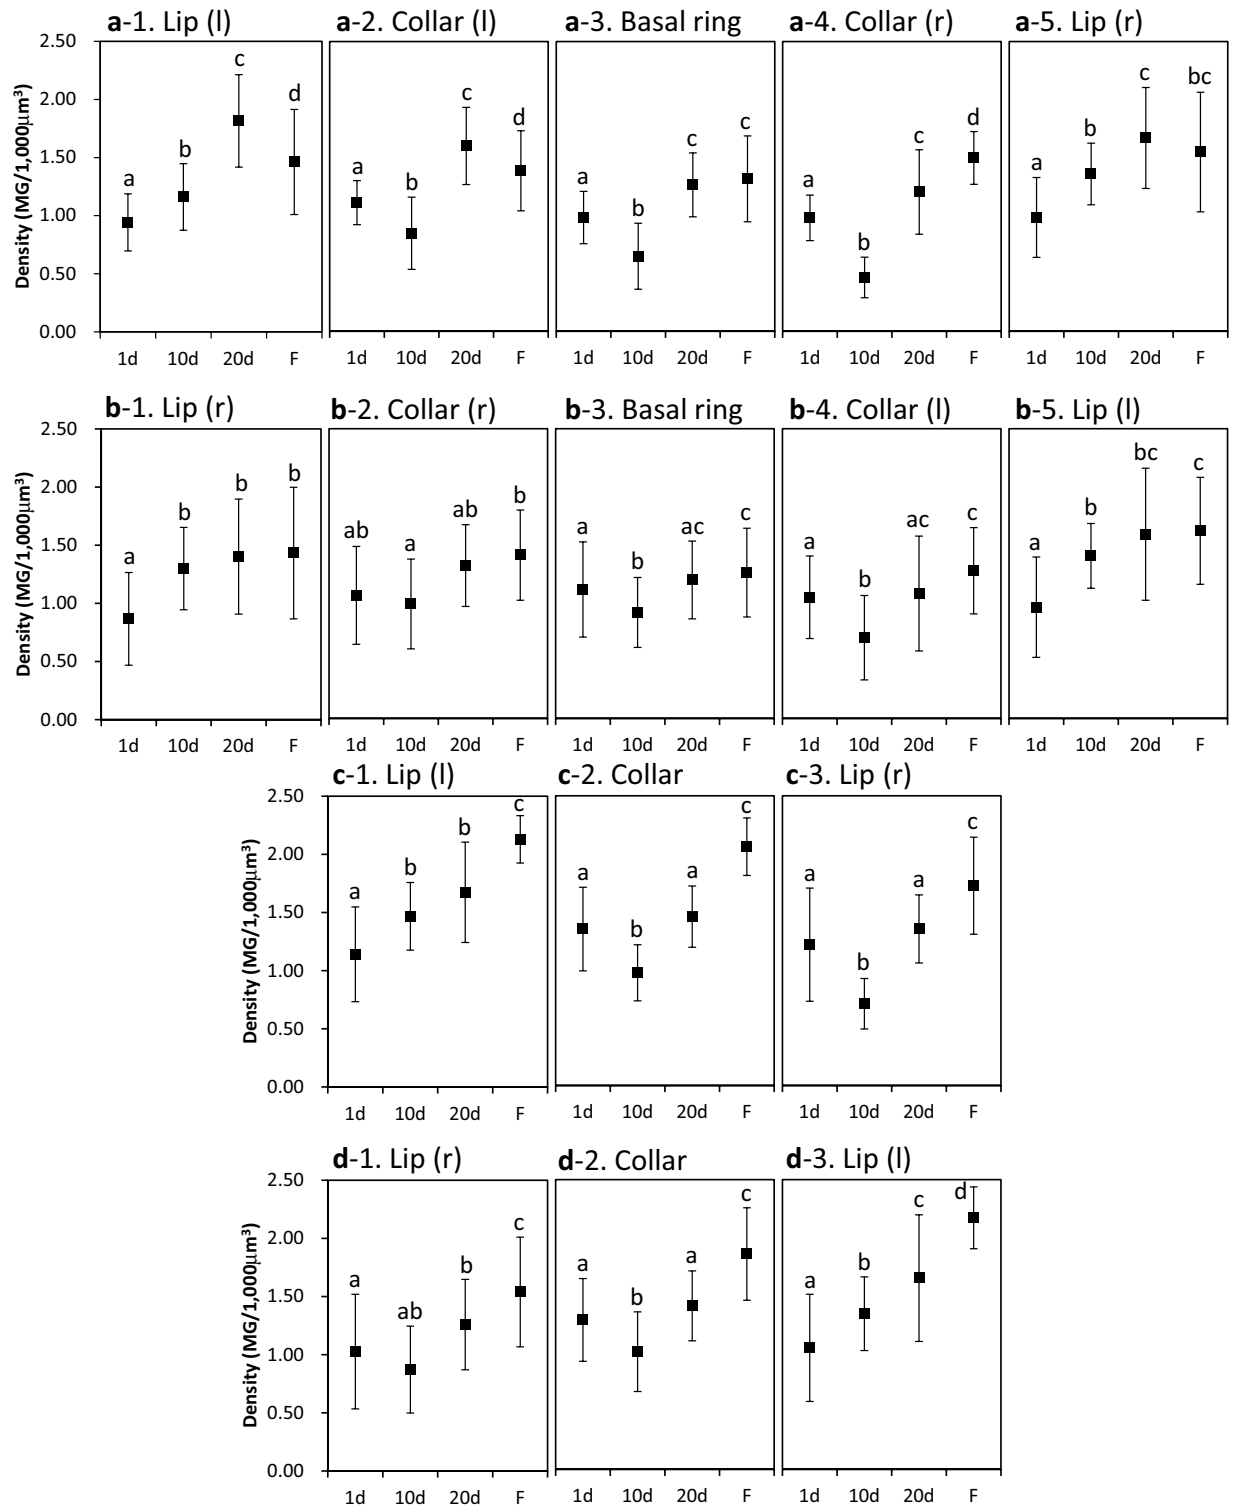 a-1. Lip (l) a-2. Collar (l) a-3. Basal ring a-4. Collar (r) a-5. Lip (r)
Density (MG/1,000μm³)
2.50
2.00
1.50
1.00
0.50
0.00
a b c d
a b c d
a b c c
a b c d
a b c bc
1d 10d 20d F 1d 10d 20d F 1d 10d 20d F 1d 10d 20d F 1d 10d 20d F
b-1. Lip (r) b-2. Collar (r) b-3. Basal ring b-4. Collar (l) b-5. Lip (l)
Density (MG/1,000μm³)
2.50
2.00
1.50
1.00
0.50
0.00
a b b b
ab a ab b
a b ac c
a b ac c
a b bc c
1d 10d 20d F 1d 10d 20d F 1d 10d 20d F 1d 10d 20d F 1d 10d 20d F
c-1. Lip (l) c-2. Collar c-3. Lip (r)
Density (MG/1,000μm³)
2.50
2.00
1.50
1.00
0.50
0.00
a b b c
a b a c
a b a c
1d 10d 20d F 1d 10d 20d F 1d 10d 20d F
d-1. Lip (r) d-2. Collar d-3. Lip (l)
Density (MG/1,000μm³)
2.50
2.00
1.50
1.00
0.50
0.00
a ab b c
a b a c
a b c d
1d 10d 20d F 1d 10d 20d F 1d 10d 20d F